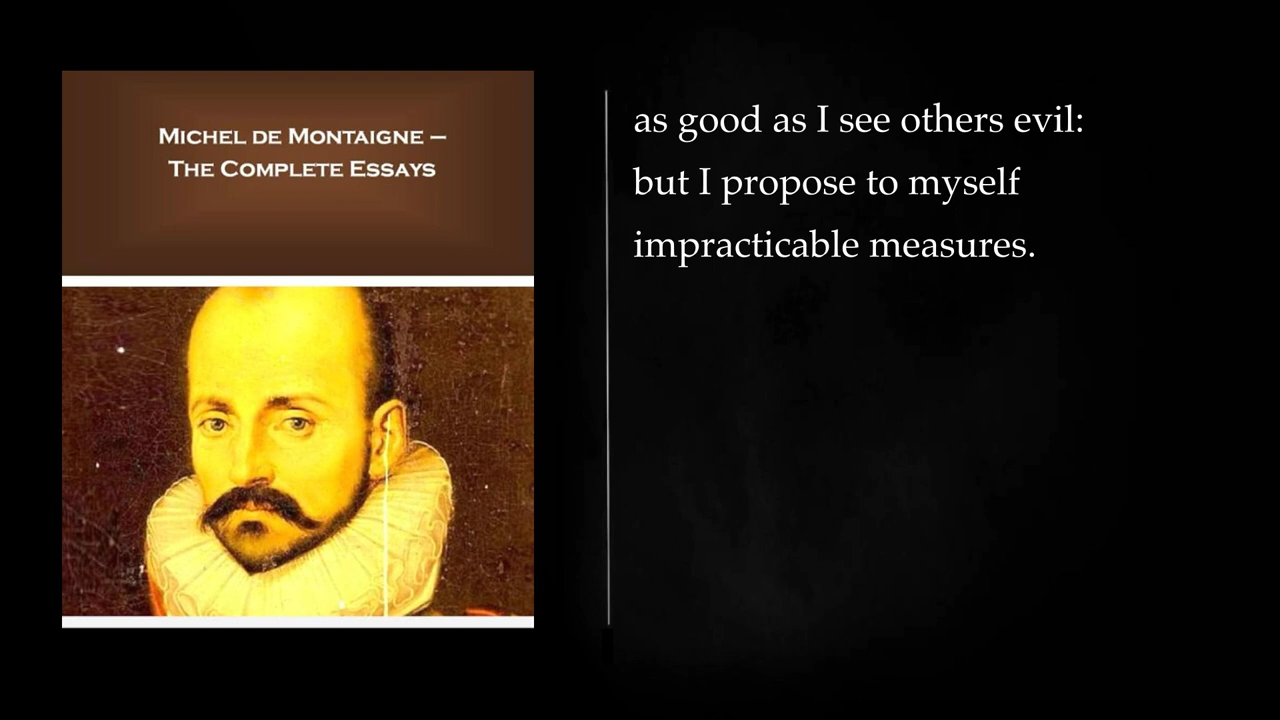 MICHEL DE MONTAIGNE –
THE COMPLETE ESSAYS
as good as I see others evil:
but I propose to myself
impracticable measures.